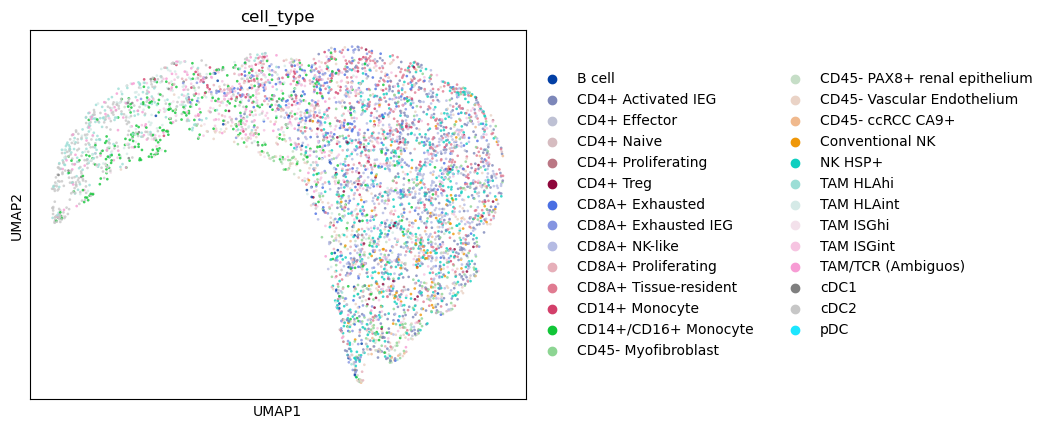 cell_type
UMAP2
UMAP1
B cell
CD4+ Activated IEG
CD4+ Effector
CD4+ Naive
CD4+ Proliferating
CD4+ Treg
CD8A+ Exhausted
CD8A+ Exhausted IEG
CD8A+ NK-like
CD8A+ Proliferating
CD8A+ Tissue-resident
CD14+ Monocyte
CD14+/CD16+ Monocyte
CD45- Myofibroblast
CD45- PAX8+ renal epithelium
CD45- Vascular Endothelium
CD45- ccRCC CA9+
Conventional NK
NK HSP+
TAM HLAhi
TAM HLAint
TAM ISGhi
TAM ISGint
TAM/TCR (Ambiguos)
cDC1
cDC2
pDC